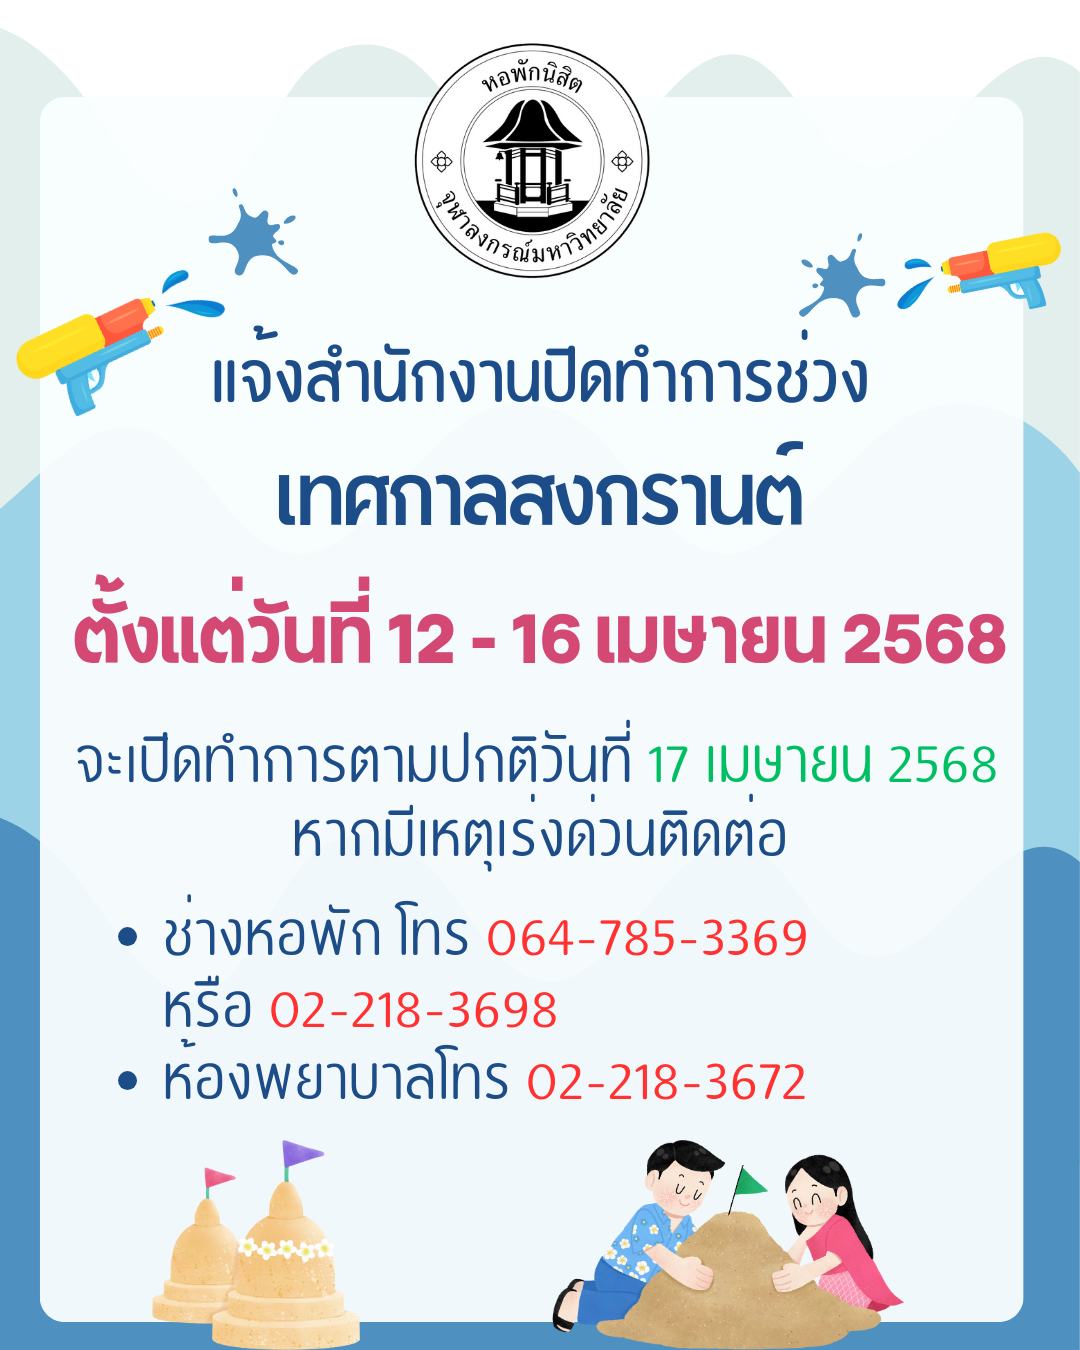 หอพักนิสิต
จุฬาลงกรณ์มหาวิทยาลัย
แจ้งสำนักงานปิดทำการช่วง
เทศกาลสงกรานต์
ตั้งแต่วันที่ 12 - 16 เมษายน 2568
จะเปิดทำการตามปกติวันที่ 17 เมษายน 2568
หากมีเหตุเร่งด่วนติดต่อ
• ช่างหอพัก โทร 064-785-3369
หรือ 02-218-3698
• ห้องพยาบาลโทร 02-218-3672